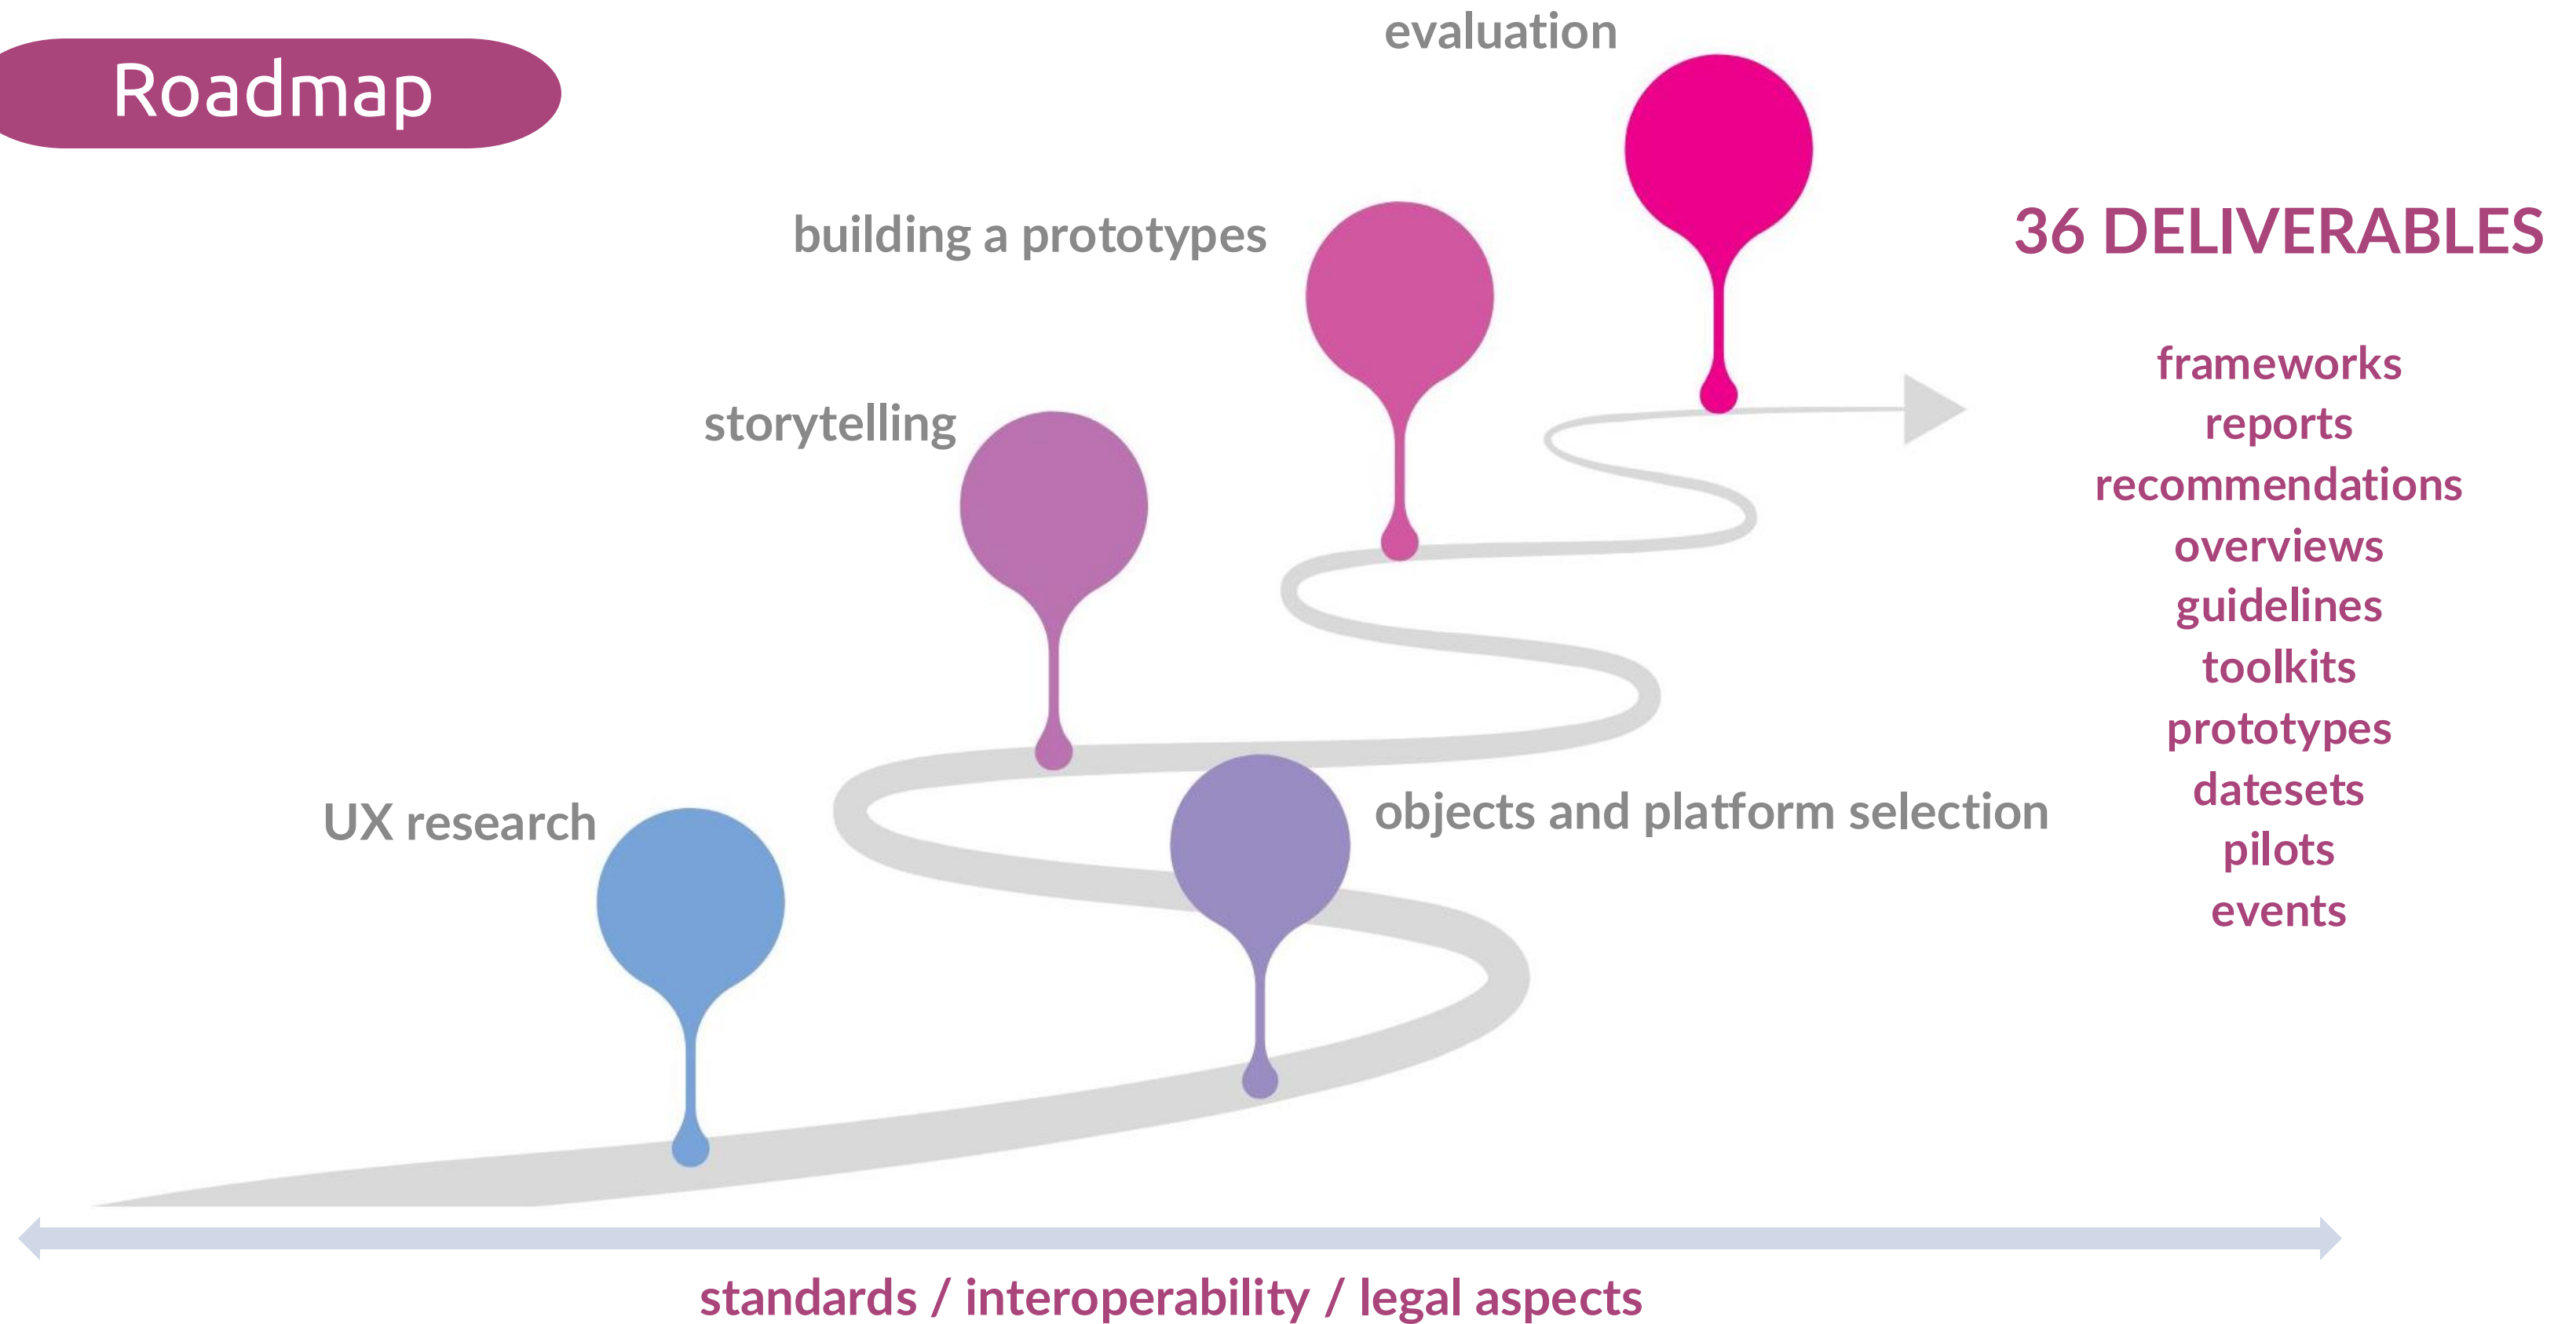 Roadmap
evaluation
building a prototypes
storytelling
UX research
objects and platform selection
36 DELIVERABLES
frameworks
reports
recommendations
overviews
guidelines
toolkits
prototypes
datesets
pilots
events
standards / interoperability / legal aspects